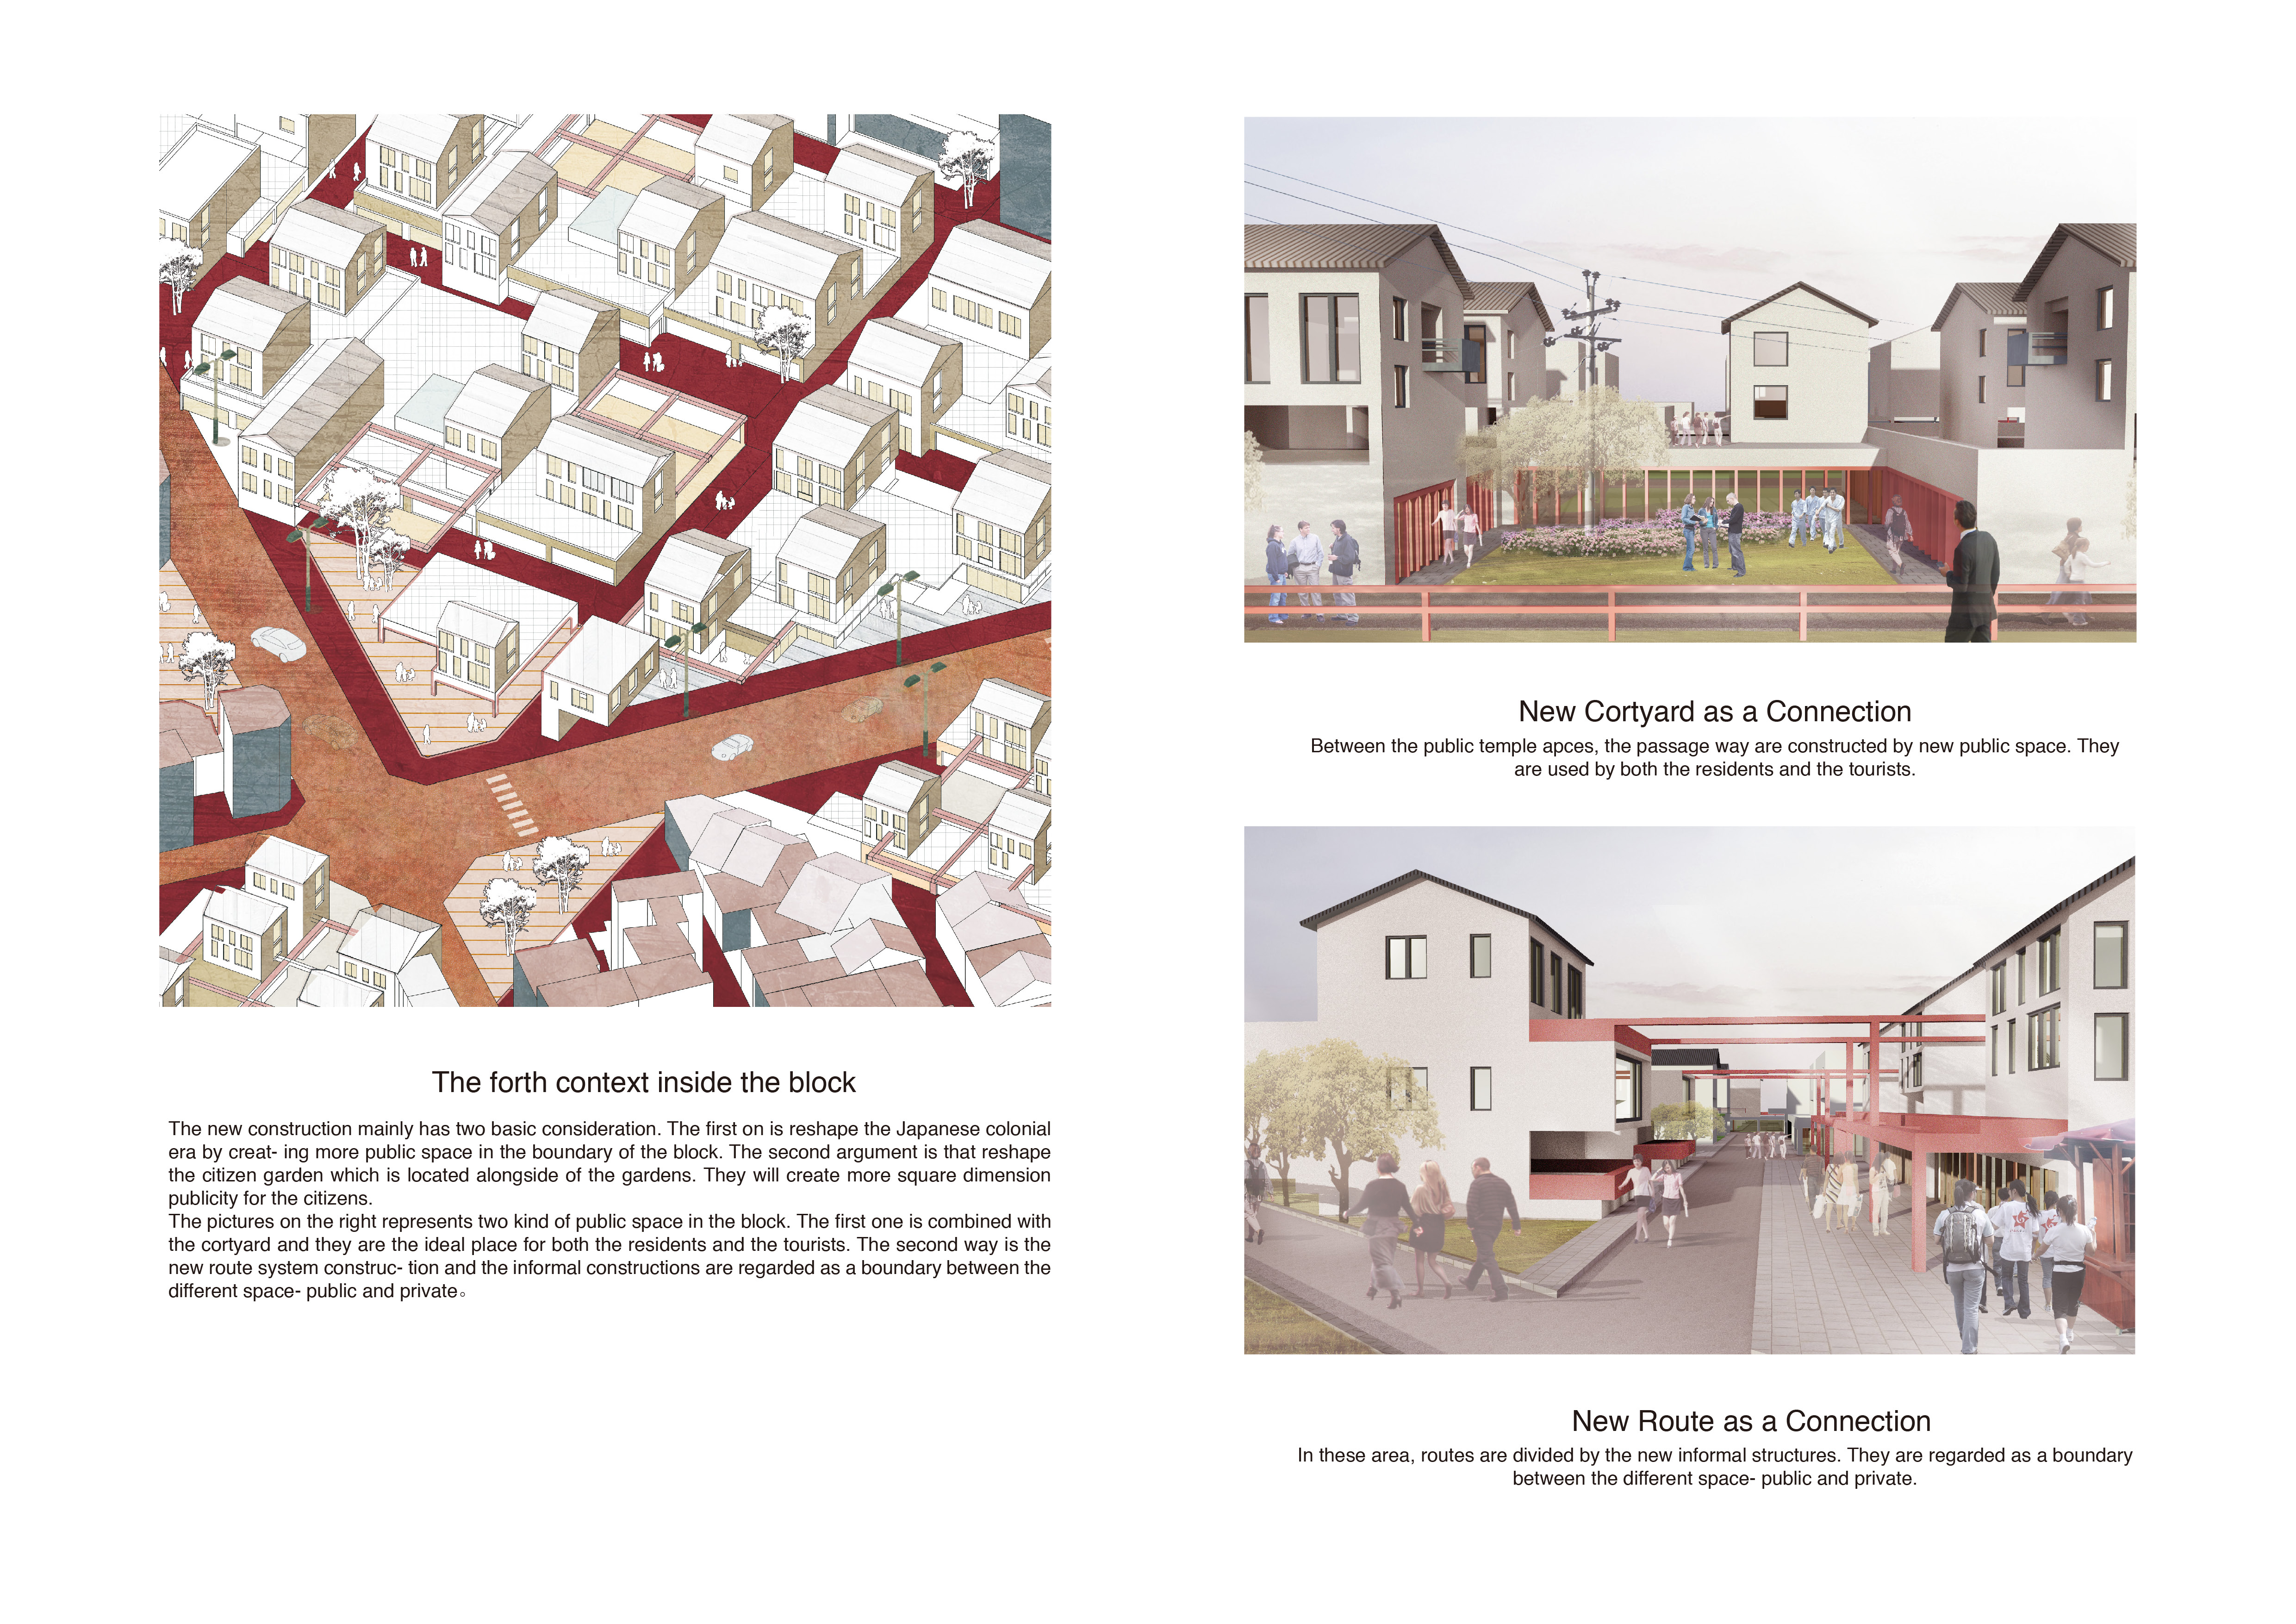 The forth context inside the block
The new construction mainly has two basic consideration. The first on is reshape the Japanese colonial
era by creat- ing more public space in the boundary of the block. The second argument is that reshape
the citizen garden which is located alongside of the gardens. They will create more square dimension
publicity for the citizens.
The pictures on the right represents two kind of public space in the block. The first one is combined with
the cortyard and they are the ideal place for both the residents and the tourists. The second way is the
new route system construc- tion and the informal constructions are regarded as a boundary between the
different space- public and private。
New Cortyard as a Connection
Between the public temple apces, the passage way are constructed by new public space. They
are used by both the residents and the tourists.
New Route as a Connection
In these area, routes are divided by the new informal structures. They are regarded as a boundary
between the different space- public and private.